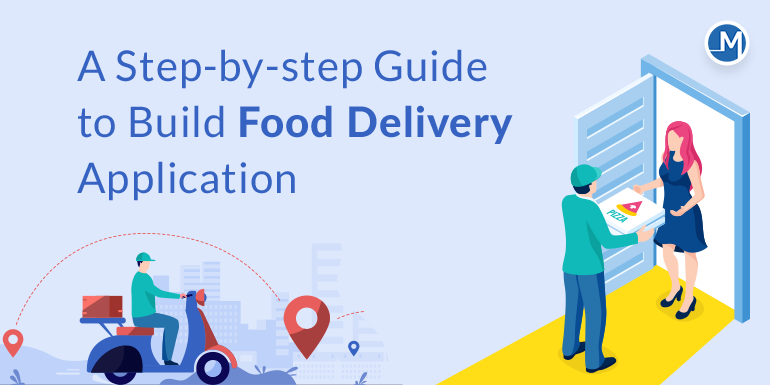 A Step-by-step Guide
to Build Food Delivery
Application
M
PIZZA